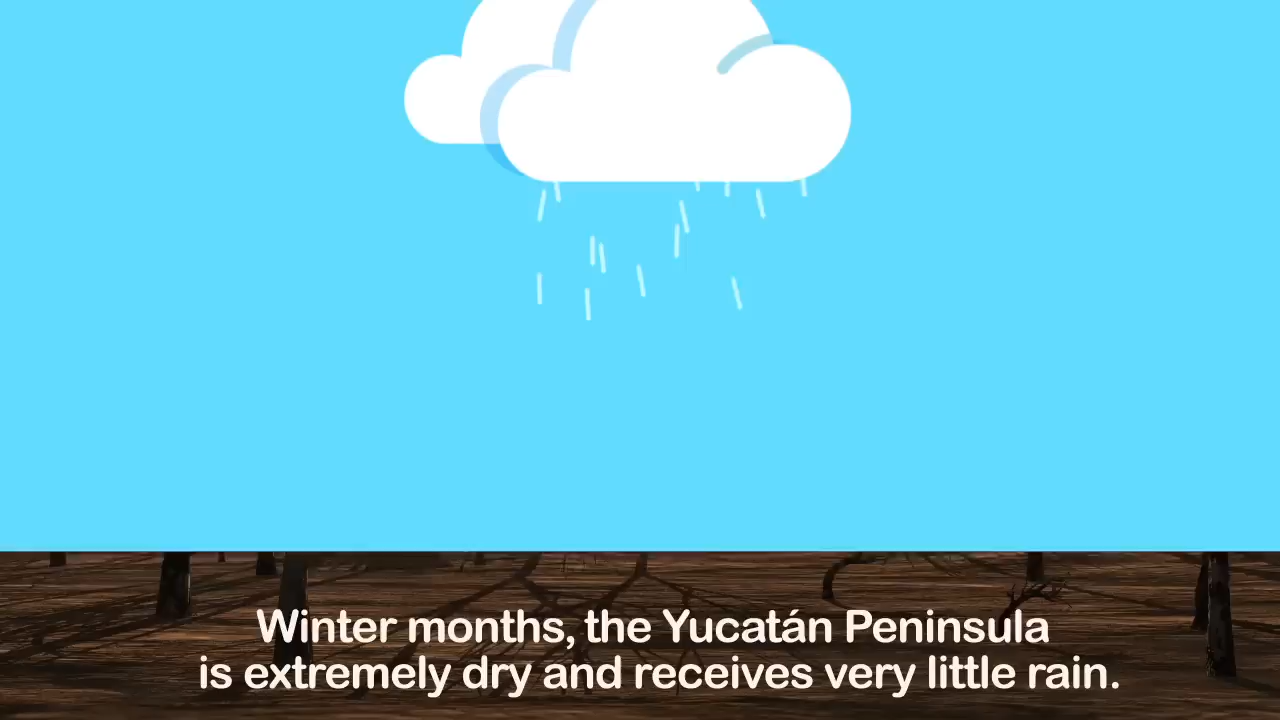 Winter months, the Yucatán Peninsula
is extremely dry and receives very little rain.